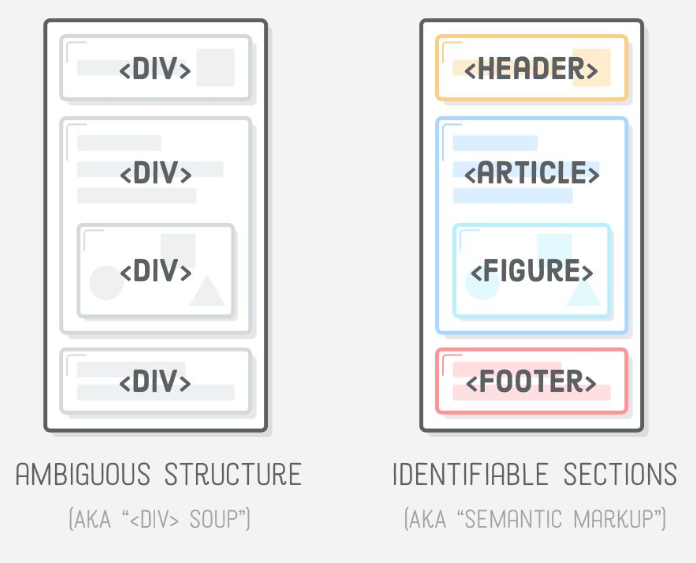 <DIV>
<DIV>
<DIV>
<DIV>
AMBIGUOUS STRUCTURE
(AKA “<DIV> SOUP”)
<HEADER>
<ARTICLE>
<FIGURE>
<FOOTER>
IDENTIFIABLE SECTIONS
(AKA “SEMANTIC MARKUP”)